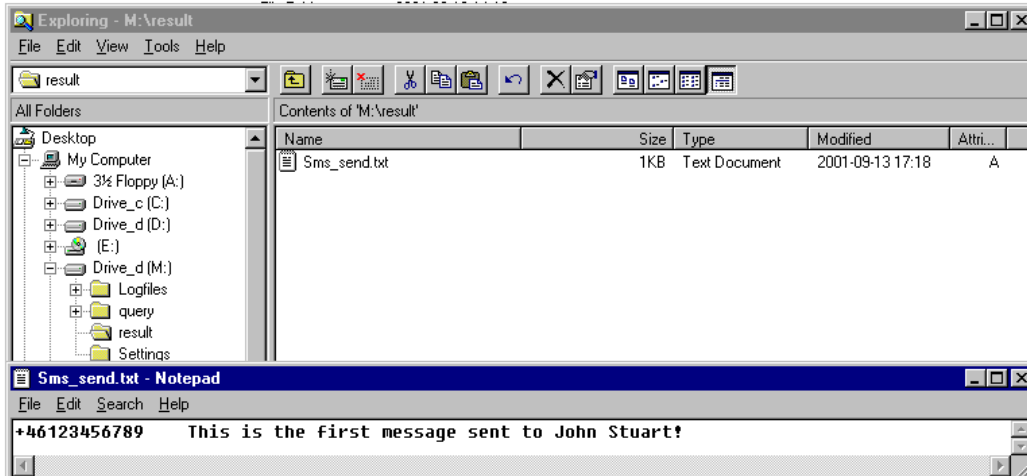 Exploring - M:\result
File Edit View Tools Help
result
All Folders
Contents of 'M:\result'
Desktop
My Computer
3½ Floppy (A:)
Drive_c (C:)
Drive_d (D:)
(E:)
Drive_d (M:)
Logfiles
query
result
Settings
Name Size Type Modified Attri...
Sms_send.txt 1KB Text Document 2001-09-13 17:18 A
Sms_send.txt - Notepad
File Edit Search Help
+46123456789 This is the first message sent to John Stuart!